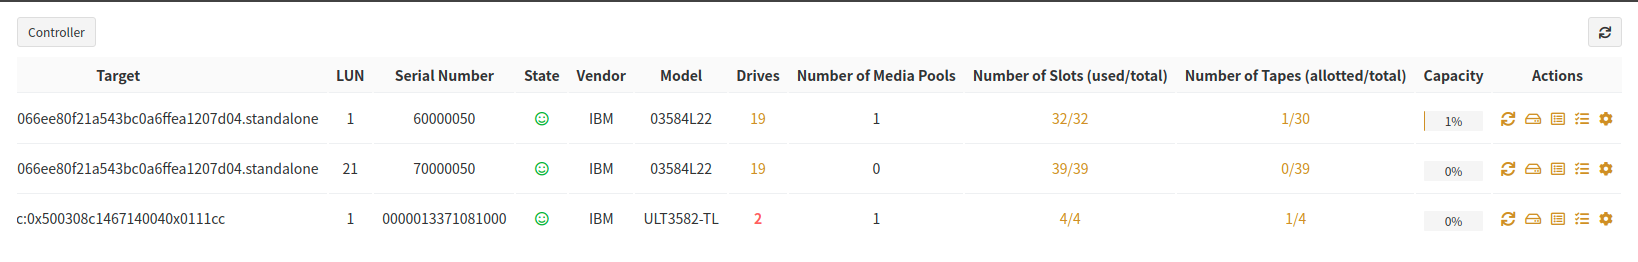 Controller
Target LUN Serial Number State Vendor Model Drives Number of Media Pools Number of Slots (used/total) Number of Tapes (allotted/total) Capacity Actions
066ee80f21a543bc0a6ffea1207d04.standalone 1 60000050 IBM 03584L22 19 1 32/32 1/30 1%
066ee80f21a543bc0a6ffea1207d04.standalone 21 70000050 IBM 03584L22 19 0 39/39 0/39 0%
c:0x500308c1467140040x0111cc 1 0000013371081000 IBM ULT3582-TL 2 1 4/4 1/4 0%